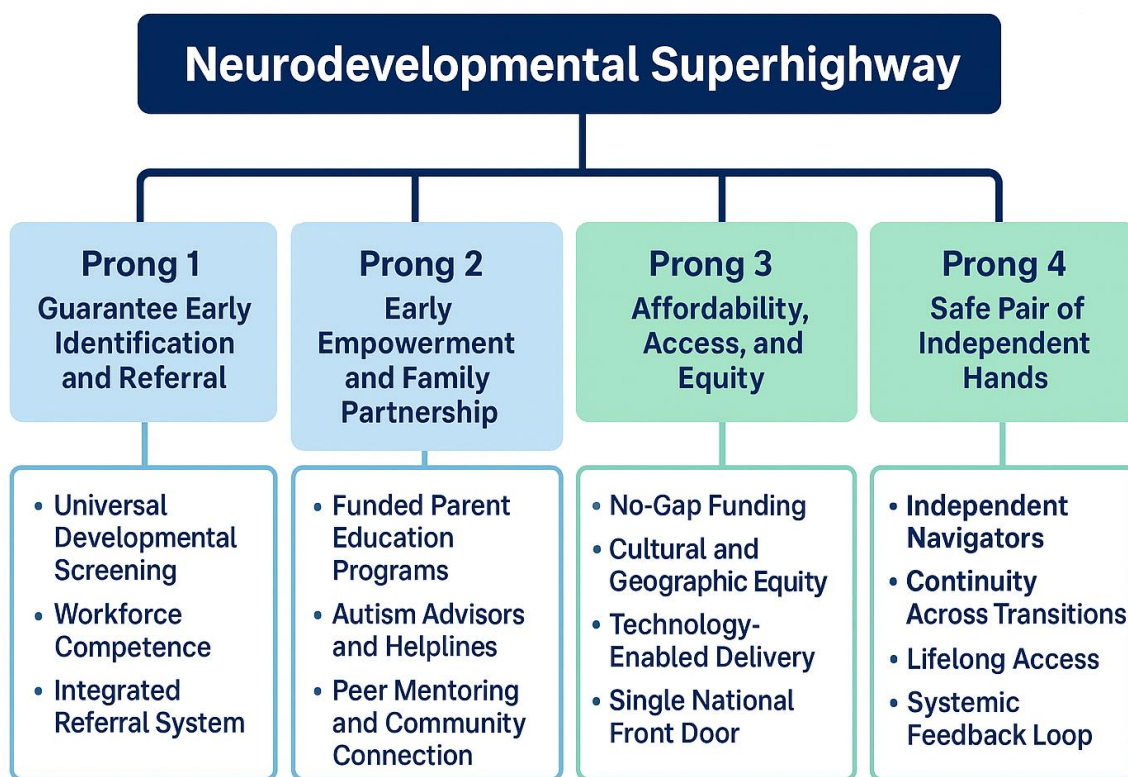 Neurodevelopmental Superhighway
Prong 1
Guarantee Early
Identification
and Referral
• Universal
Developmental
Screening
• Workforce
Competence
• Integrated
Referral System
Prong 2
Early
Empowerment
and Family
Partnership
• Funded Parent
Education
Programs
• Autism Advisors
and Helplines
• Peer Mentoring
and Community
Connection
Prong 3
Affordability,
Access, and
Equity
• No-Gap Funding
• Cultural and
Geographic Equity
• Technology-
Enabled Delivery
• Single National
Front Door
Prong 4
Safe Pair of
Independent
Hands
• Independent
Navigators
• Continuity
Across Transitions
• Lifelong Access
• Systemic
Feedback Loop